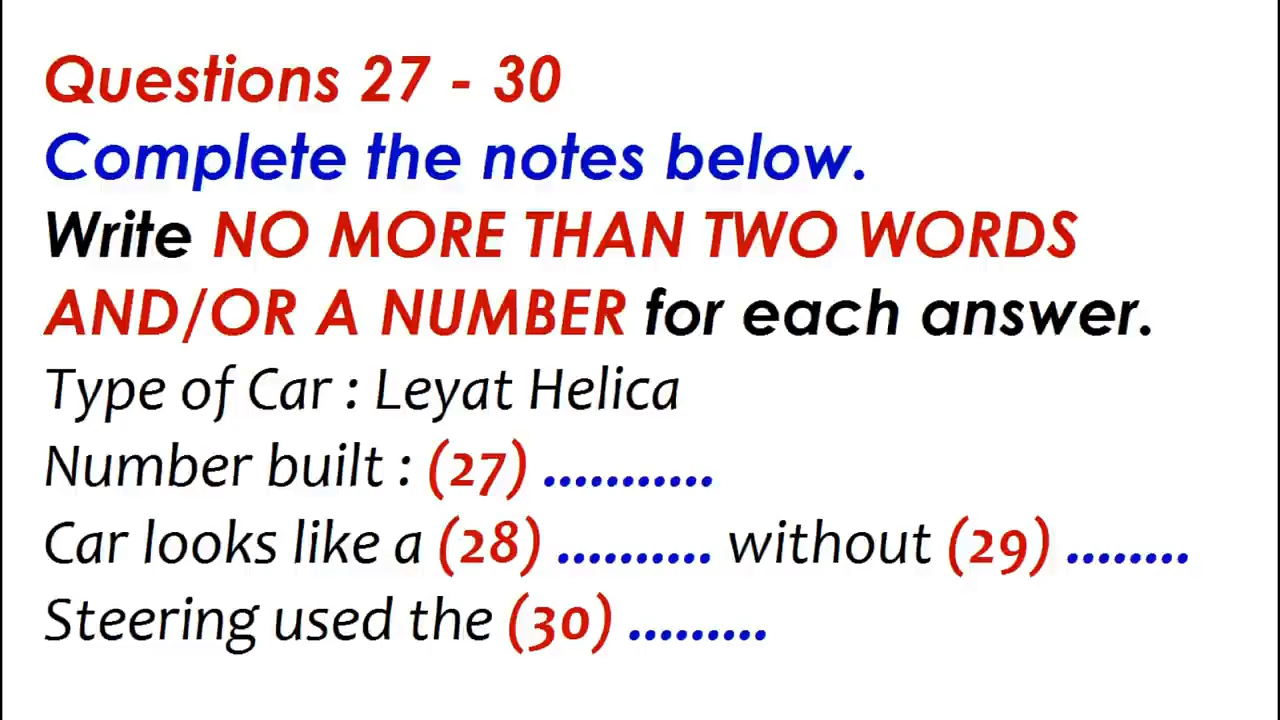 Questions 27 - 30
Complete the notes below.
Write NO MORE THAN TWO WORDS
AND/OR A NUMBER for each answer.
Type of Car : Leyat Helica
Number built : (27) ...........
Car looks like a (28) .......... without (29) ........
Steering used the (30) .........